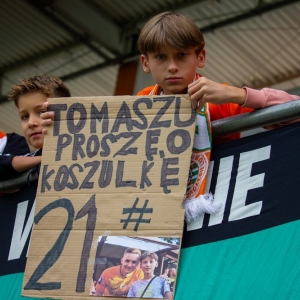 TOMASZU
PROSZĘ O
KOSZULKĘ
21 #
WE